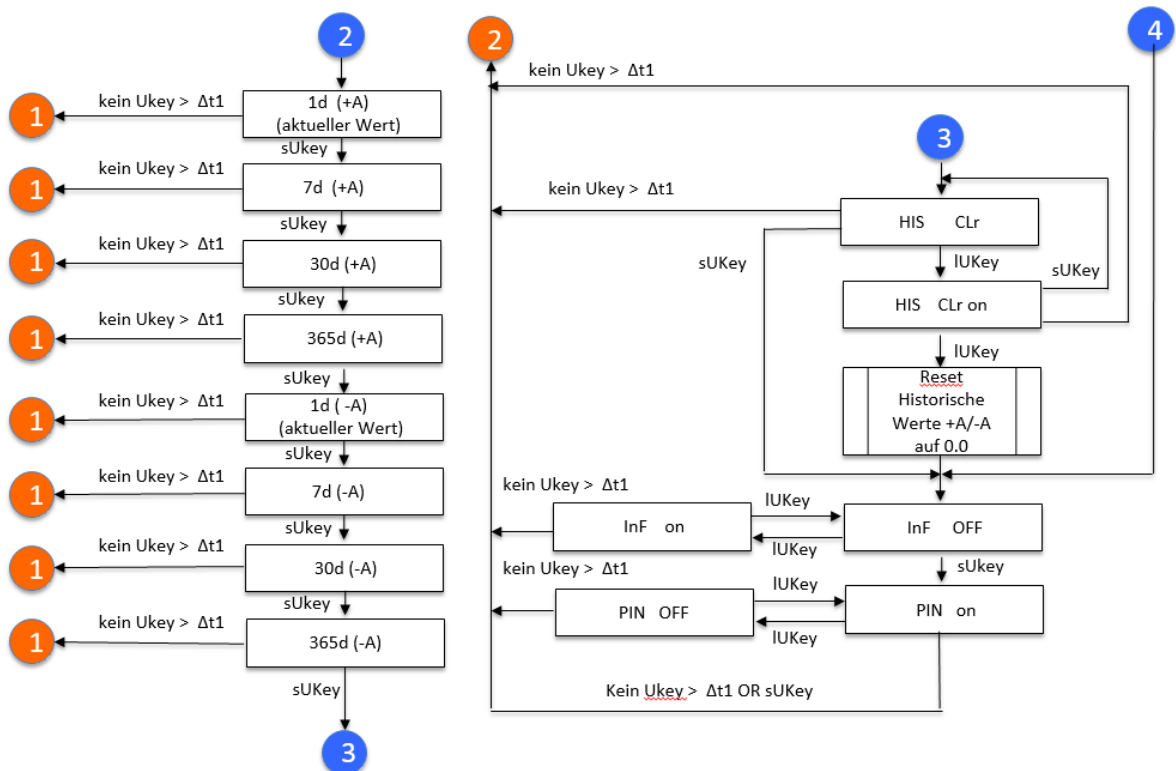 2
kein Ukey > Δt1
1
1d (+A)
(aktueller Wert)
sUkey
kein Ukey > Δt1
1
7d (+A)
sUkey
kein Ukey > Δt1
1
30d (+A)
sUkey
kein Ukey > Δt1
1
365d (+A)
sUkey
kein Ukey > Δt1
1
1d ( -A)
(aktueller Wert)
sUkey
kein Ukey > Δt1
1
7d (-A)
sUkey
kein Ukey > Δt1
1
30d (-A)
sUkey
kein Ukey > Δt1
1
365d (-A)
sUKey
3
2
4
kein Ukey > Δt1
3
kein Ukey > Δt1
HIS CLr
sUKey
lUKey
sUKey
HIS CLr on
lUKey
Reset
Historische
Werte +A/-A
auf 0.0
kein Ukey > Δt1
lUKey
InF on
InF OFF
lUKey
sUkey
kein Ukey > Δt1
lUKey
PIN OFF
PIN on
lUKey
Kein Ukey > Δt1 OR sUKey